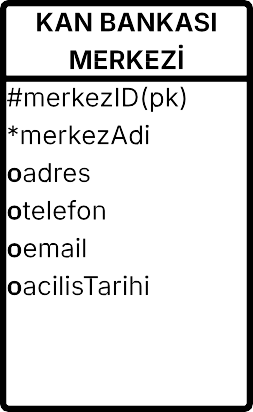 KAN BANKASI
MERKEZİ
#merkezID(pk)
*merkezAdi
oadres
otelefon
oemail
oacilisTarihi